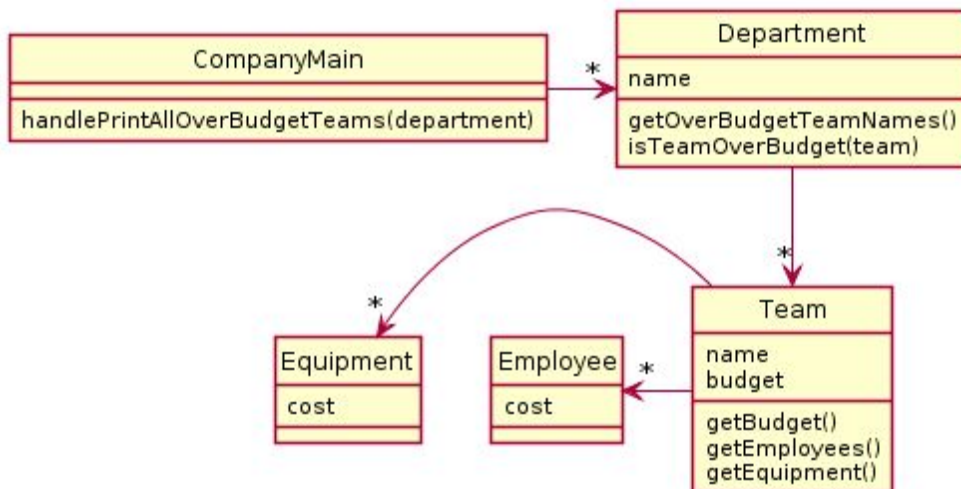 CompanyMain
handlePrintAllOverBudgetTeams(department)
*
Department
name
getOverBudgetTeamNames()
isTeamOverBudget(team)
*
*
Equipment
cost
Employee
cost
*
Team
name
budget
getBudget()
getEmployees()
getEquipment()